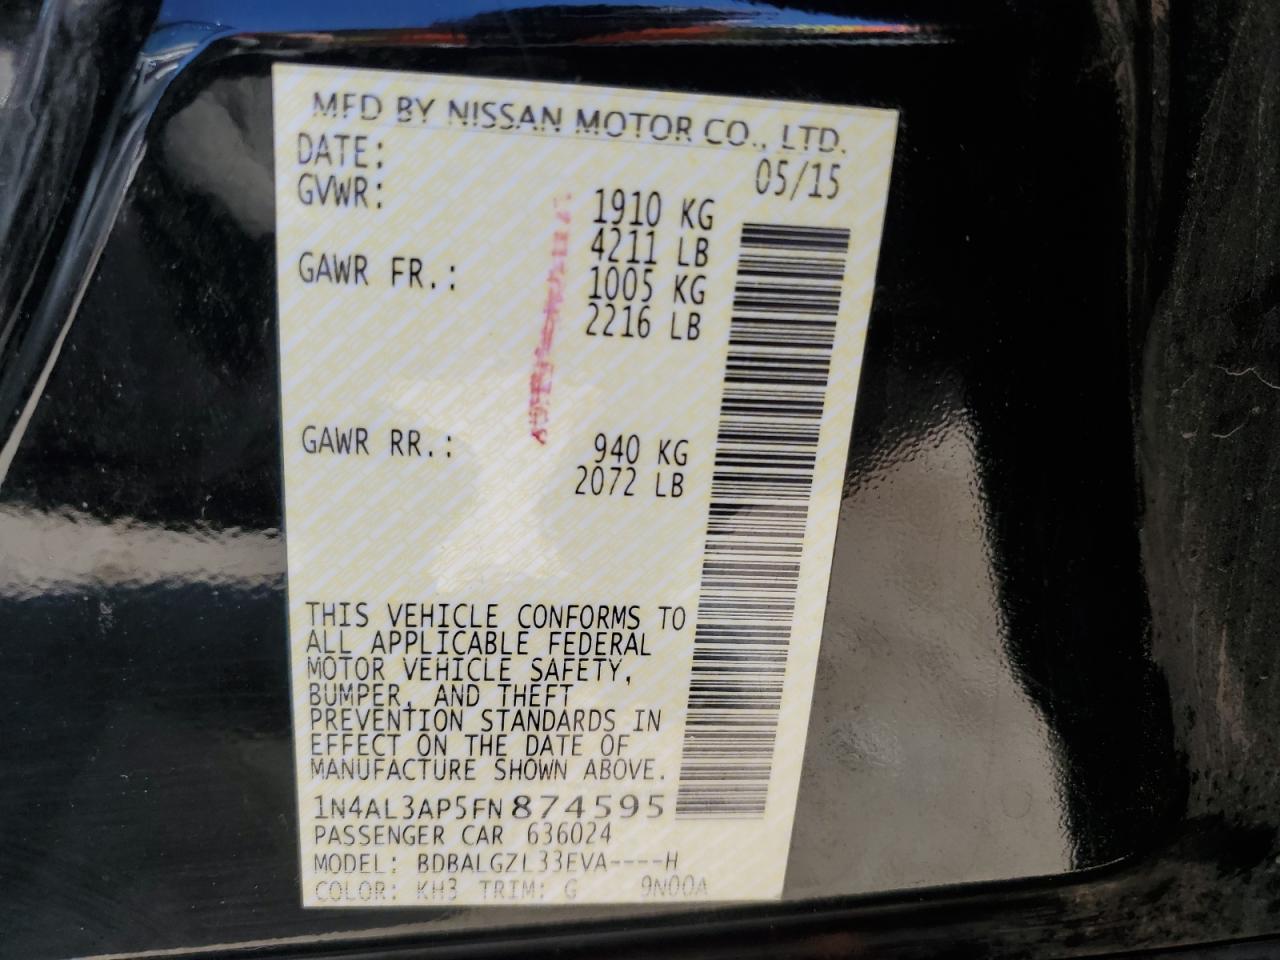 MFD BY NISSAN MOTOR CO., LTD.
DATE: 05/15
GVWR: 1910 KG
4211 LB
GAWR FR.: 1005 KG
2216 LB
GAWR RR.: 940 KG
2072 LB
THIS VEHICLE CONFORMS TO
ALL APPLICABLE FEDERAL
MOTOR VEHICLE SAFETY,
BUMPER, AND THEFT
PREVENTION STANDARDS IN
EFFECT ON THE DATE OF
MANUFACTURE SHOWN ABOVE.
1N4AL3AP5FN874595
PASSENGER CAR 636024
MODEL: BDBALGZL33EVA----H
COLOR: KH3 TRIM: G 9N00A